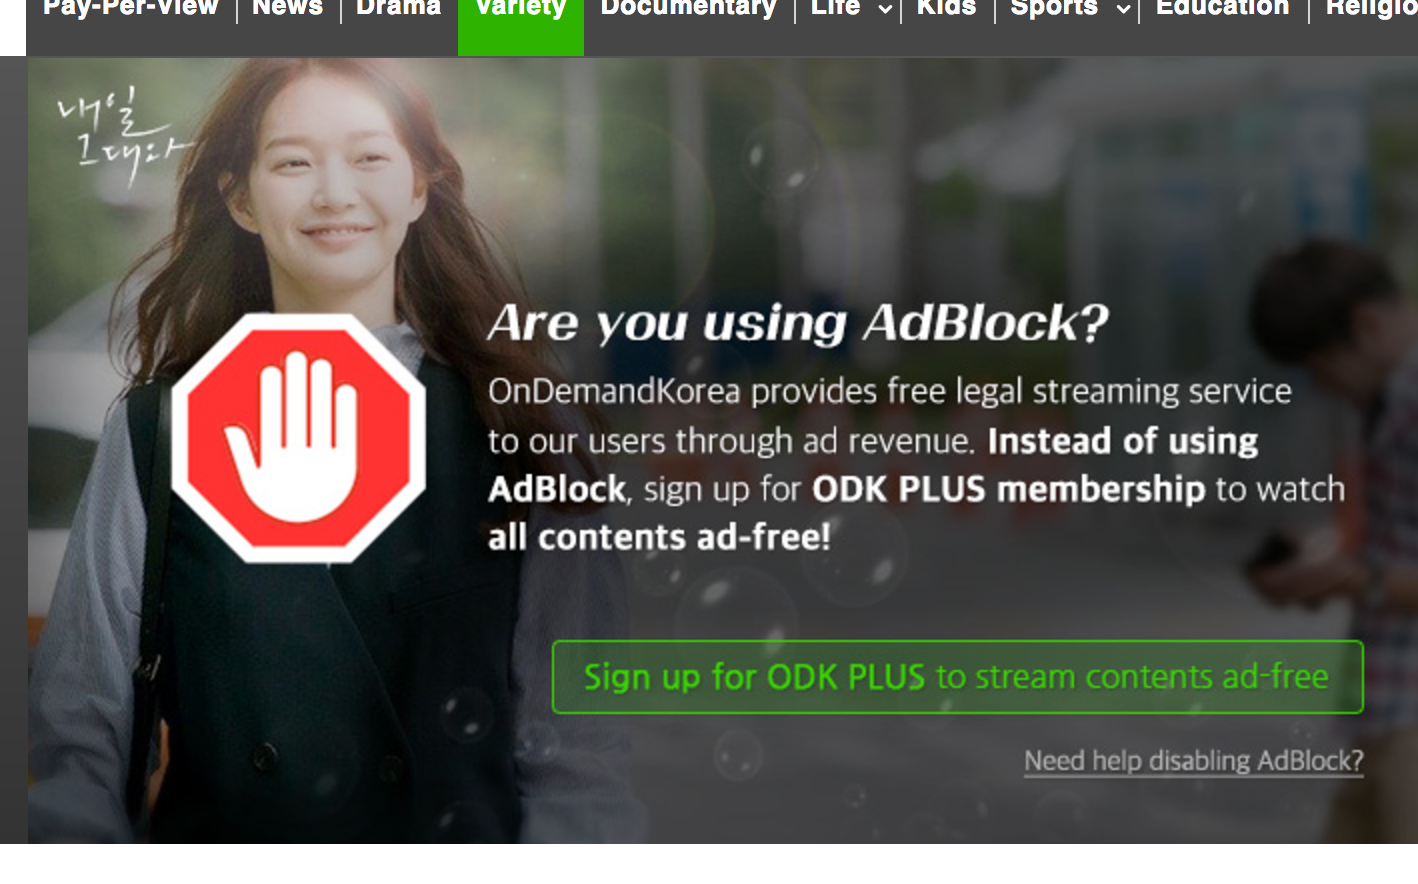 Pay-Per-View News Drama Variety Documentary Life Kids Sports Education Religio
내일
그대와
Are you using AdBlock?
OnDemandKorea provides free legal streaming service
to our users through ad revenue. Instead of using
AdBlock, sign up for ODK PLUS membership to watch
all contents ad-free!
Sign up for ODK PLUS to stream contents ad-free
Need help disabling AdBlock?